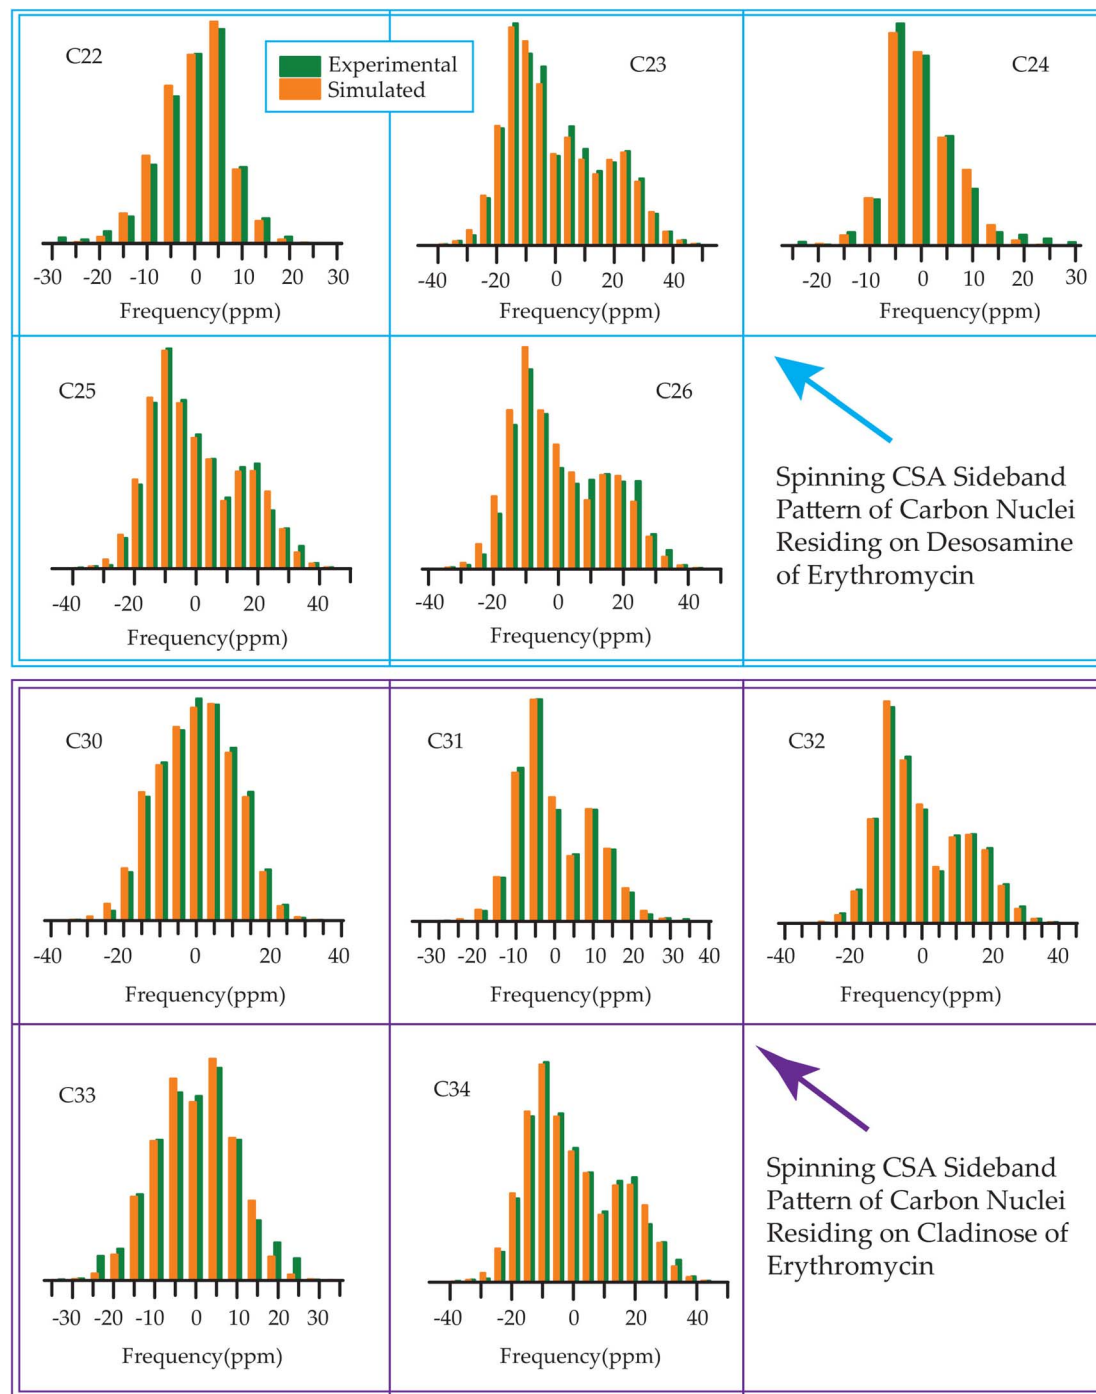 C22
Experimental
Simulated
-30 -20 -10 0 10 20 30
Frequency(ppm)
C23
-40 -20 0 20 40
Frequency(ppm)
C24
-20 -10 0 10 20 30
Frequency(ppm)
C25
-40 -20 0 20 40
Frequency(ppm)
C26
-40 -20 0 20 40
Frequency(ppm)
Spinning CSA Sideband
Pattern of Carbon Nuclei
Residing on Desosamine
of Erythromycin
C30
-40 -20 0 20 40
Frequency(ppm)
C31
-30 -20 -10 0 10 20 30 40
Frequency(ppm)
C32
-40 -20 0 20 40
Frequency(ppm)
C33
-30 -20 -10 0 10 20 30
Frequency(ppm)
C34
-40 -20 0 20 40
Frequency(ppm)
Spinning CSA Sideband
Pattern of Carbon Nuclei
Residing on Cladinose of
Erythromycin